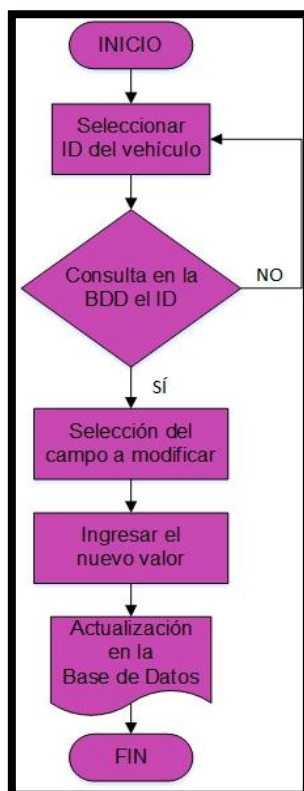 INICIO
Seleccionar
ID del vehículo
Consulta en la
BDD el ID
NO
SÍ
Selección del
campo a modificar
Ingresar el
nuevo valor
Actualización
en la
Base de Datos
FIN